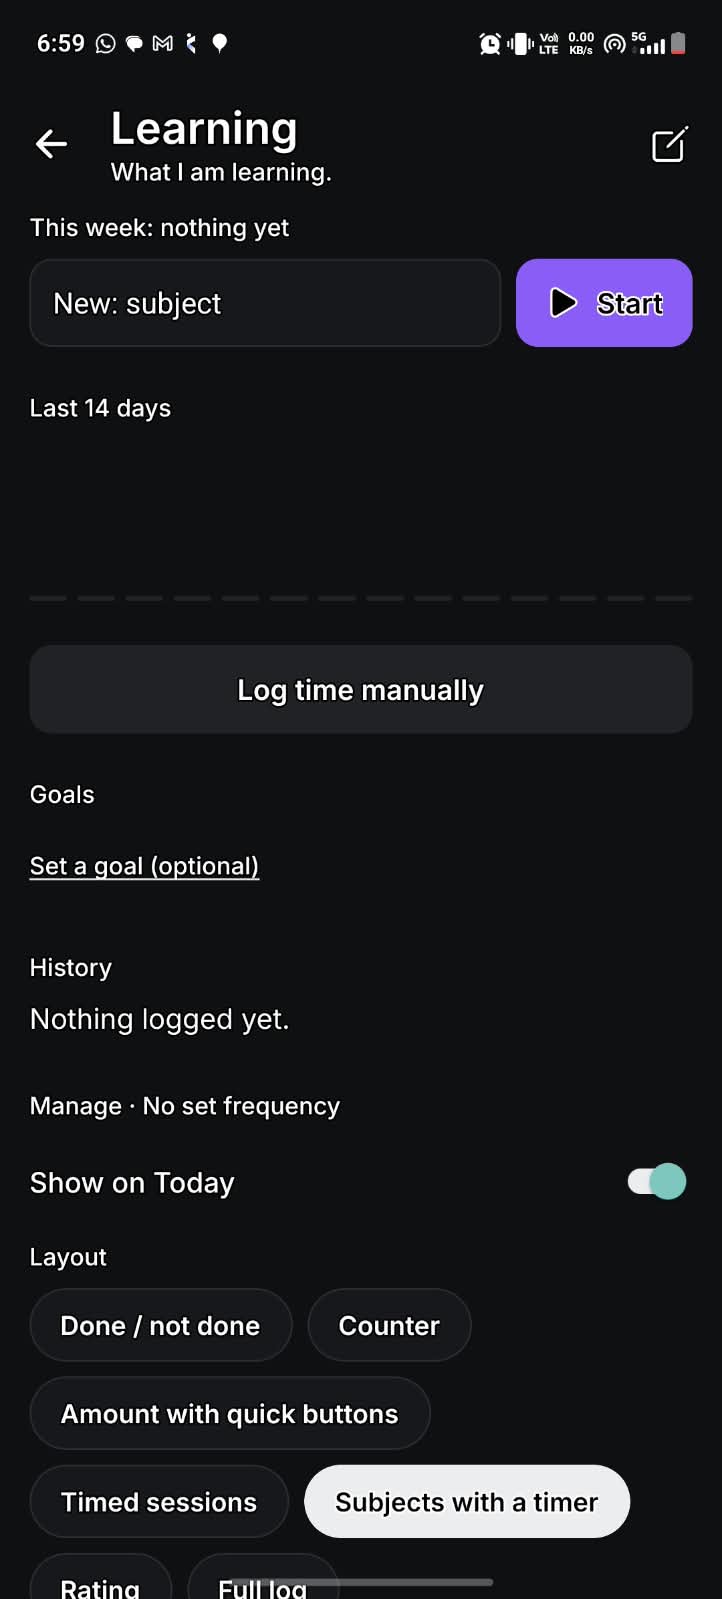 6:59
Vo))
LTE
0.00
KB/s
5G
Learning
What I am learning.
This week: nothing yet
New: subject
Start
Last 14 days
Log time manually
Goals
Set a goal (optional)
History
Nothing logged yet.
Manage · No set frequency
Show on Today
Layout
Done / not done
Counter
Amount with quick buttons
Timed sessions
Subjects with a timer
Rating
Full log